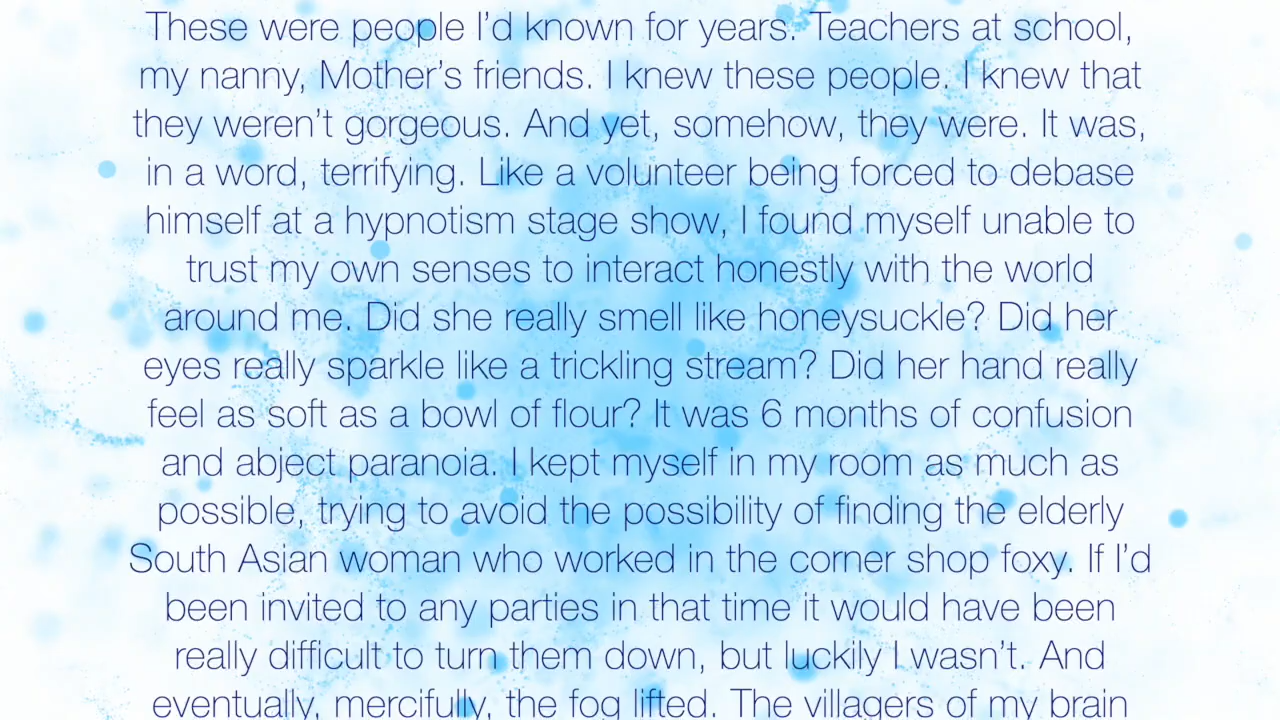 These were people I’d known for years. Teachers at school,
my nanny, Mother’s friends. I knew these people. I knew that
they weren’t gorgeous. And yet, somehow, they were. It was,
in a word, terrifying. Like a volunteer being forced to debase
himself at a hypnotism stage show, I found myself unable to
trust my own senses to interact honestly with the world
around me. Did she really smell like honeysuckle? Did her
eyes really sparkle like a trickling stream? Did her hand really
feel as soft as a bowl of flour? It was 6 months of confusion
and abject paranoia. I kept myself in my room as much as
possible, trying to avoid the possibility of finding the elderly
South Asian woman who worked in the corner shop foxy. If I’d
been invited to any parties in that time it would have been
really difficult to turn them down, but luckily I wasn’t. And
eventually, mercifully, the fog lifted. The villagers of my brain